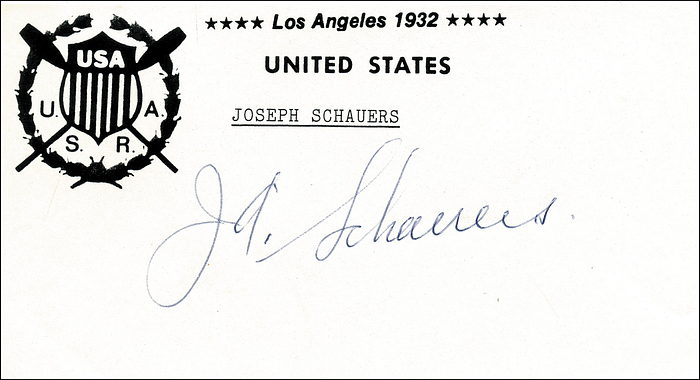 ★★★★ Los Angeles 1932 ★★★★
USA
UNITED STATES
U. A.
JOSEPH SCHAUERS
S. R.
J. A. Schauers.